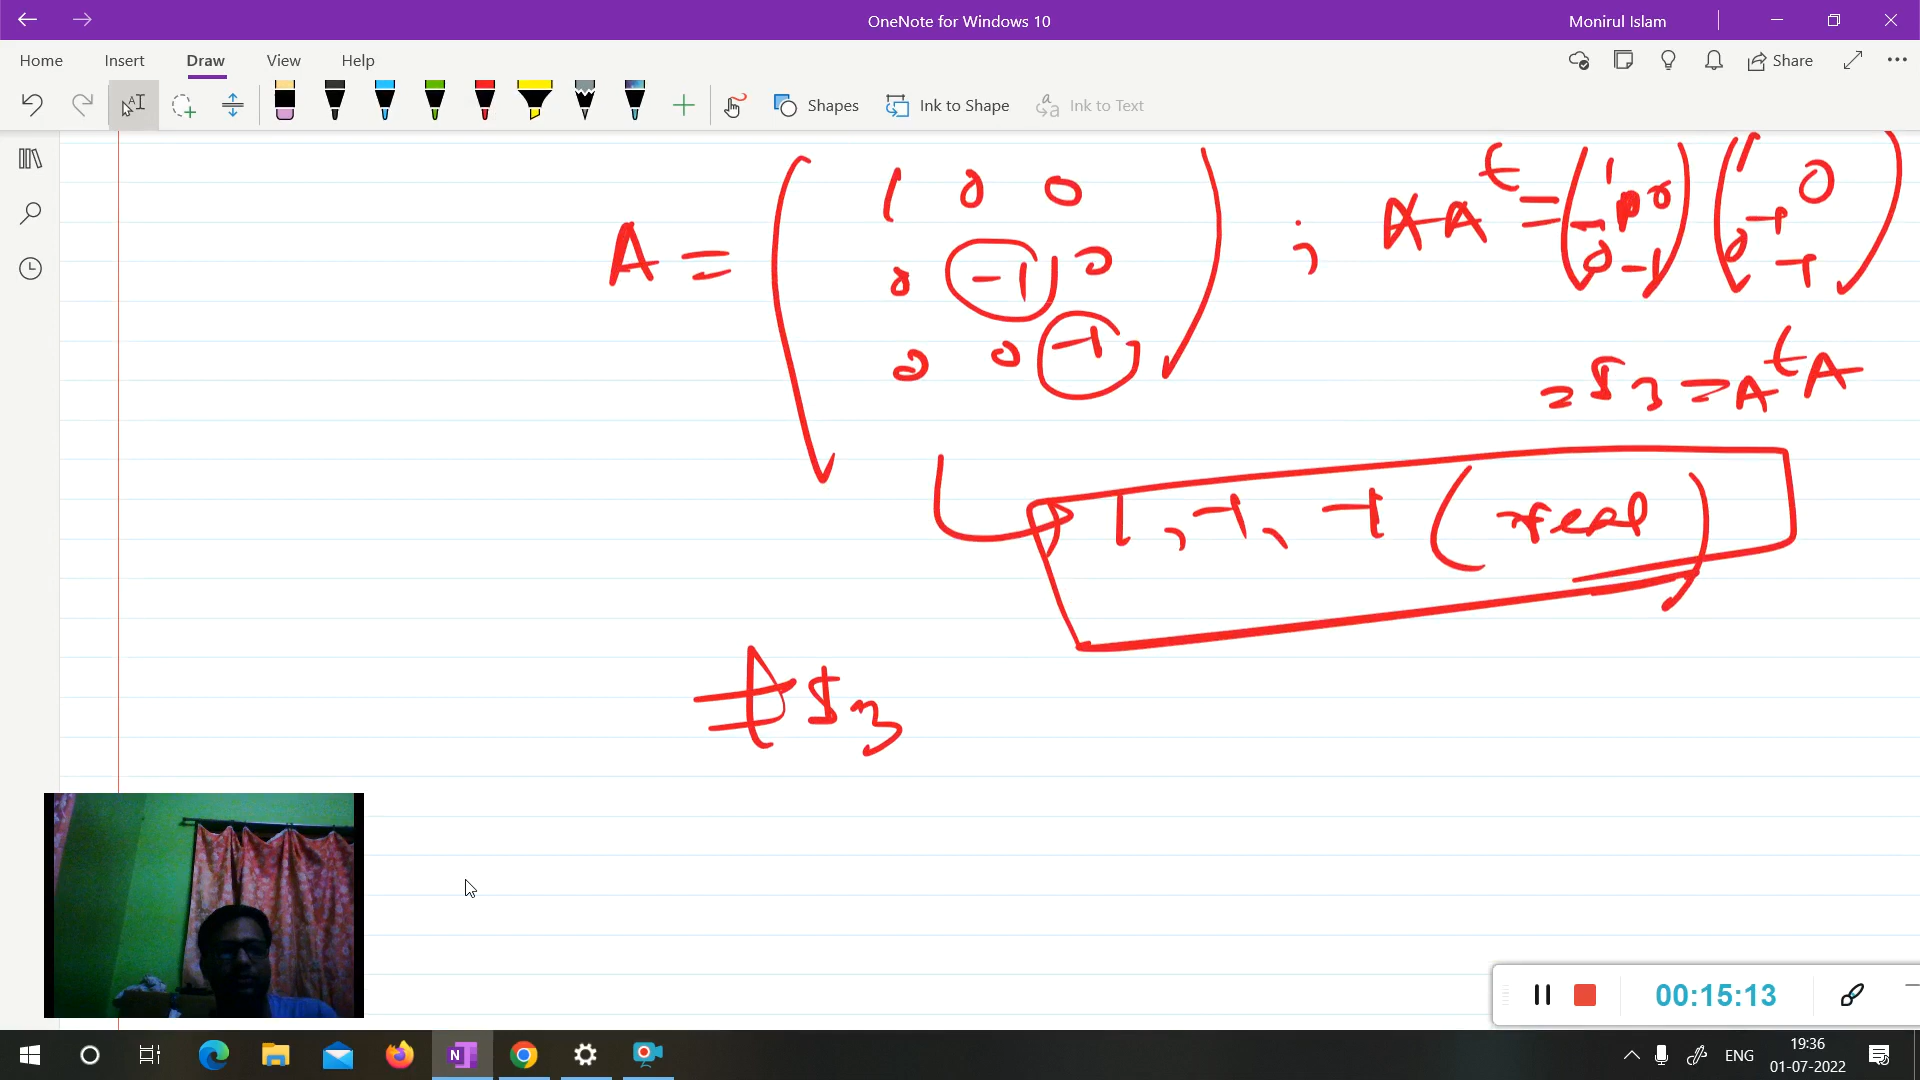 OneNote for Windows 10
Monirul Islam
Home Insert Draw View Help
Share
Shapes Ink to Shape Ink to Text
A = ( 1 0 0
0 -1 0
0 0 -1 ) ;
AAᵗ =
= I3 = AᵗA
1, -1, -1 (real)
≠ I3
00:15:13
ENG
19:36
01-07-2022